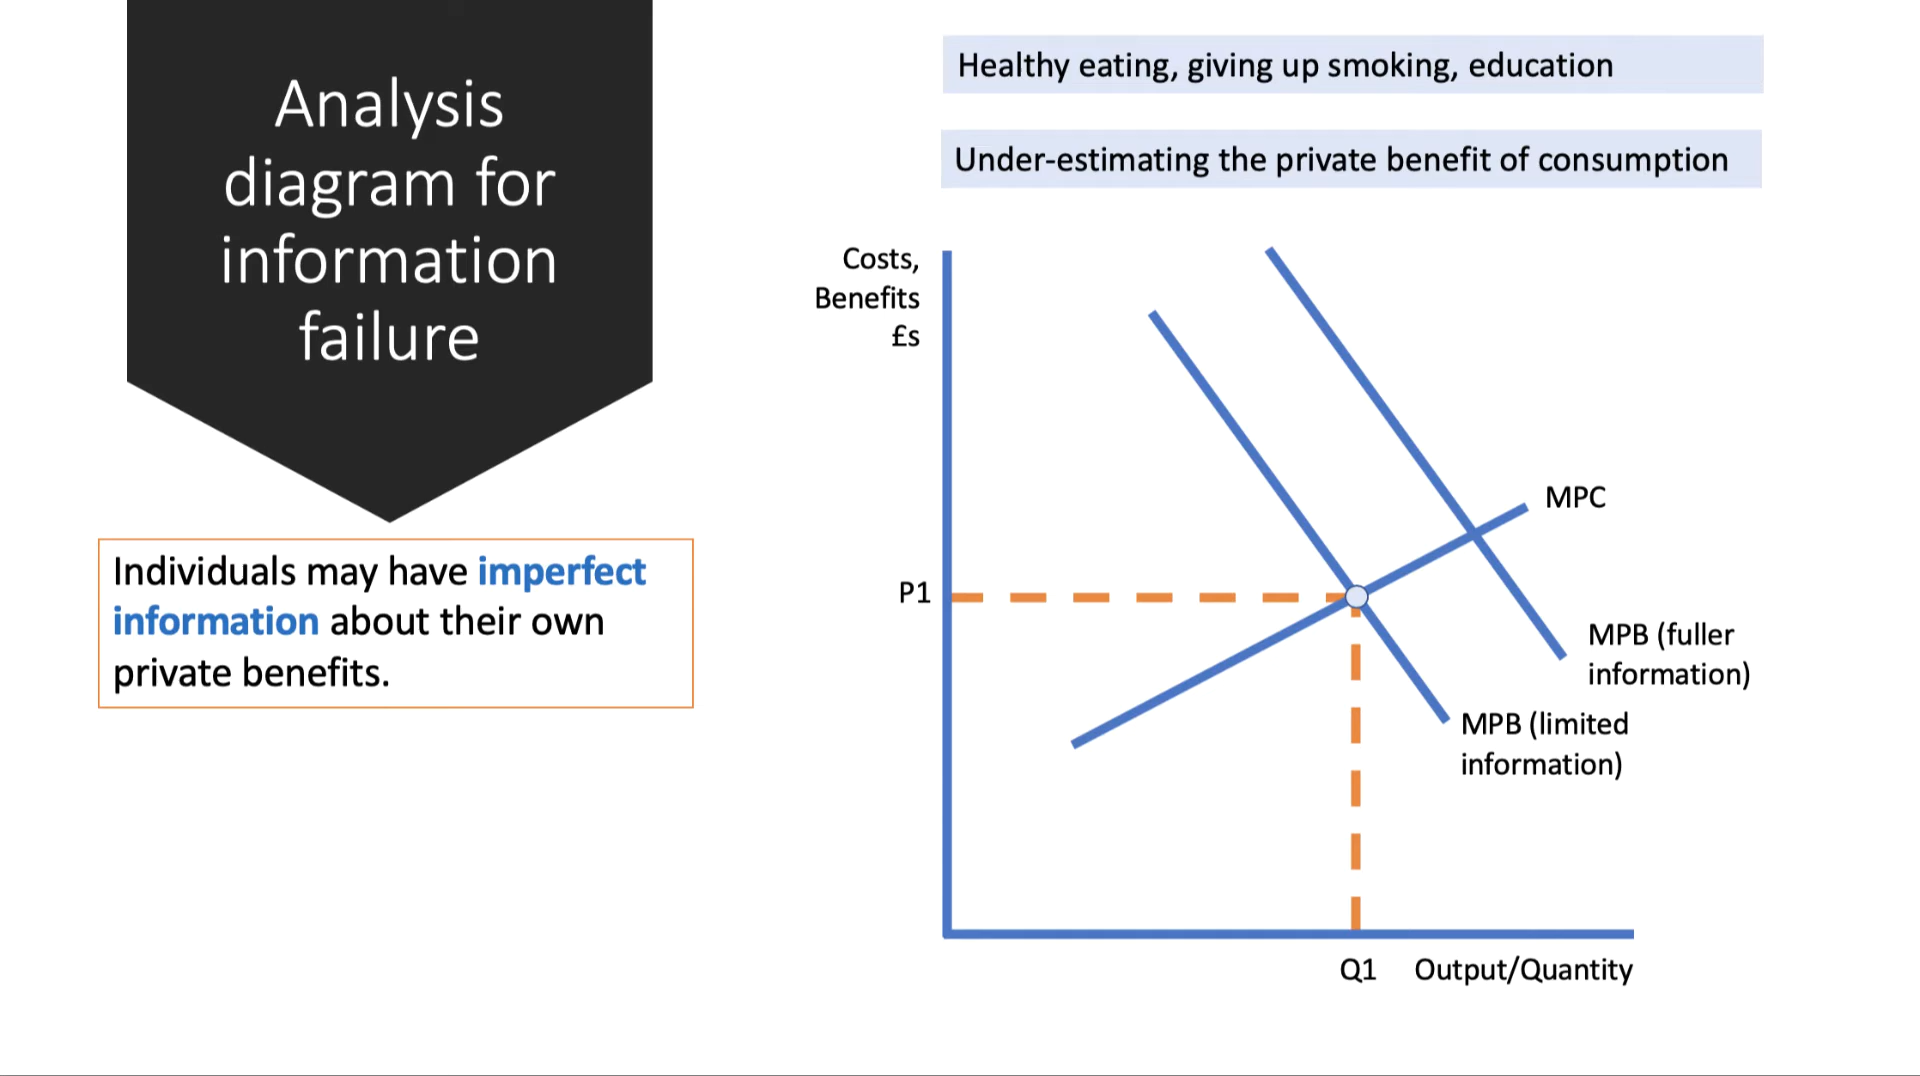 Analysis
diagram for
information
failure
Individuals may have imperfect
information about their own
private benefits.
Healthy eating, giving up smoking, education
Under-estimating the private benefit of consumption
Costs,
Benefits
£s
MPC
P1
MPB (fuller
information)
MPB (limited
information)
Q1
Output/Quantity